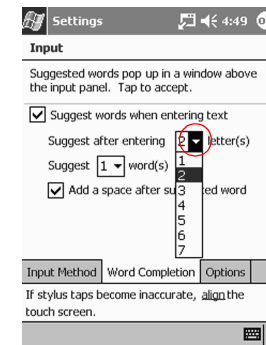 Settings 4:49
Input
Suggested words pop up in a window above
the input panel. Tap to accept.
Suggest words when entering text
Suggest after entering 2 letter(s)
1
Suggest 1 word(s)
2
Add a space after su ted word
3
4
5
6
7
Input Method Word Completion Options
If stylus taps become inaccurate, align the
touch screen.